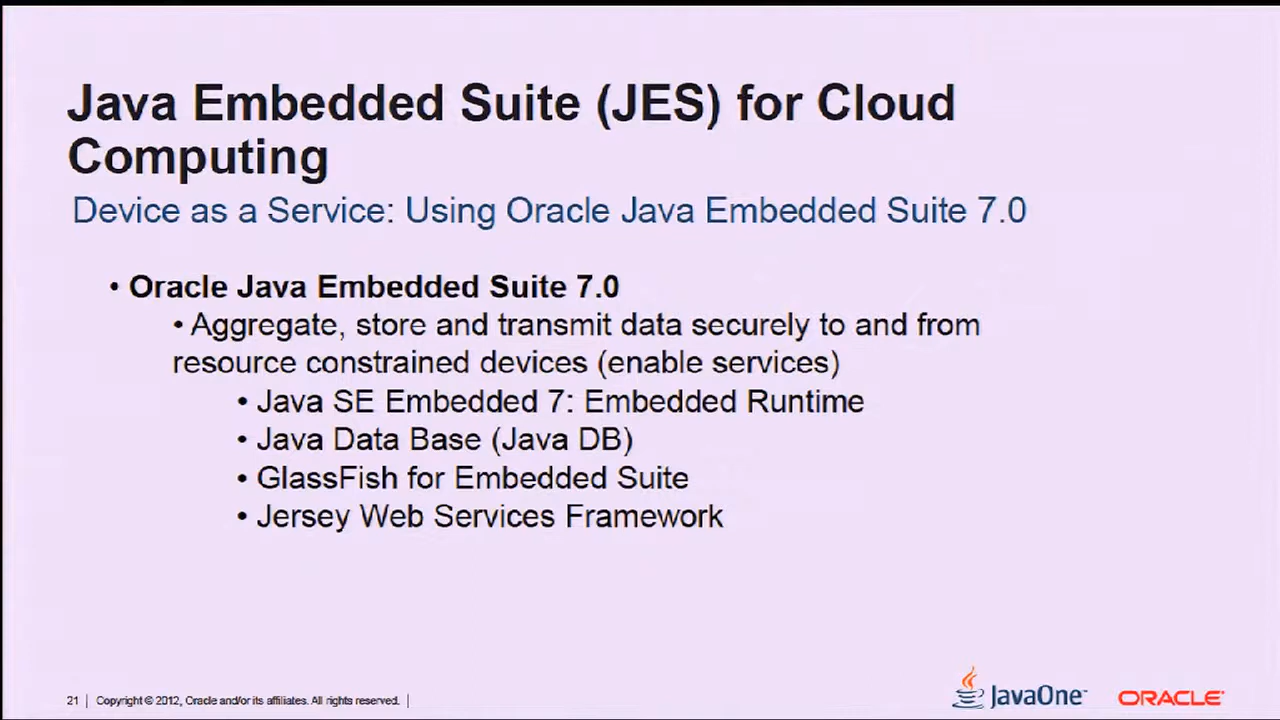 Java Embedded Suite (JES) for Cloud
Computing
Device as a Service: Using Oracle Java Embedded Suite 7.0
• Oracle Java Embedded Suite 7.0
• Aggregate, store and transmit data securely to and from
resource constrained devices (enable services)
• Java SE Embedded 7: Embedded Runtime
• Java Data Base (Java DB)
• GlassFish for Embedded Suite
• Jersey Web Services Framework
21 | Copyright © 2012, Oracle and/or its affiliates. All rights reserved. |
JavaOne™
ORACLE®